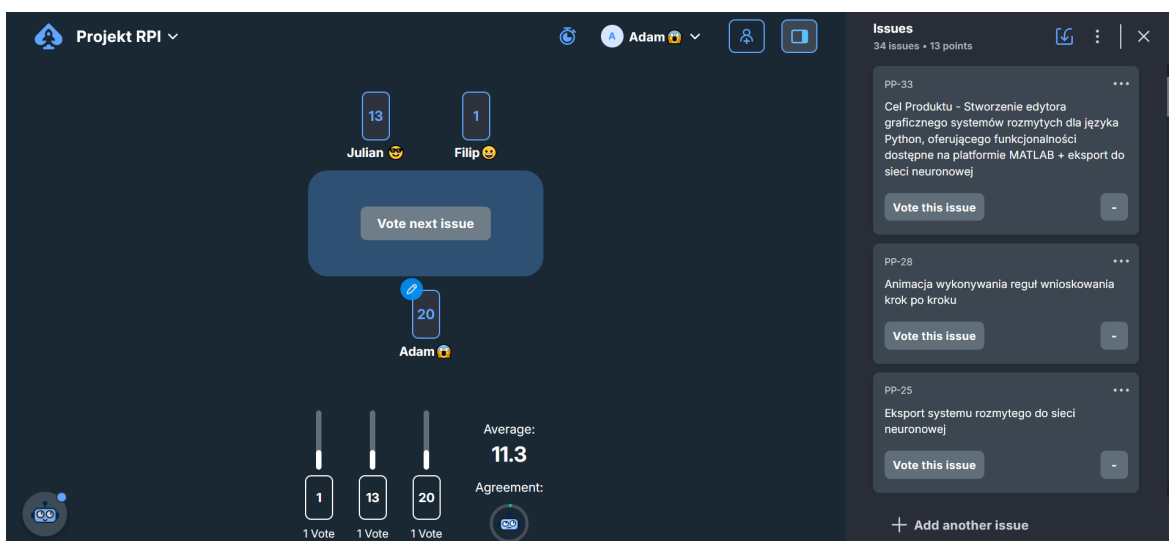 Projekt RPI
A Adam
13
1
Julian
Filip
Vote next issue
20
Adam
Average:
11.3
Agreement:
1
13
20
1 Vote
1 Vote
1 Vote
Issues
34 issues • 13 points
PP-33
Cel Produktu - Stworzenie edytora
graficznego systemów rozmytych dla języka
Python, oferującego funkcjonalności
dostępne na platformie MATLAB + eksport do
sieci neuronowej
Vote this issue
-
PP-28
Animacja wykonywania reguł wnioskowania
krok po kroku
Vote this issue
-
PP-25
Eksport systemu rozmytego do sieci
neuronowej
Vote this issue
-
Add another issue